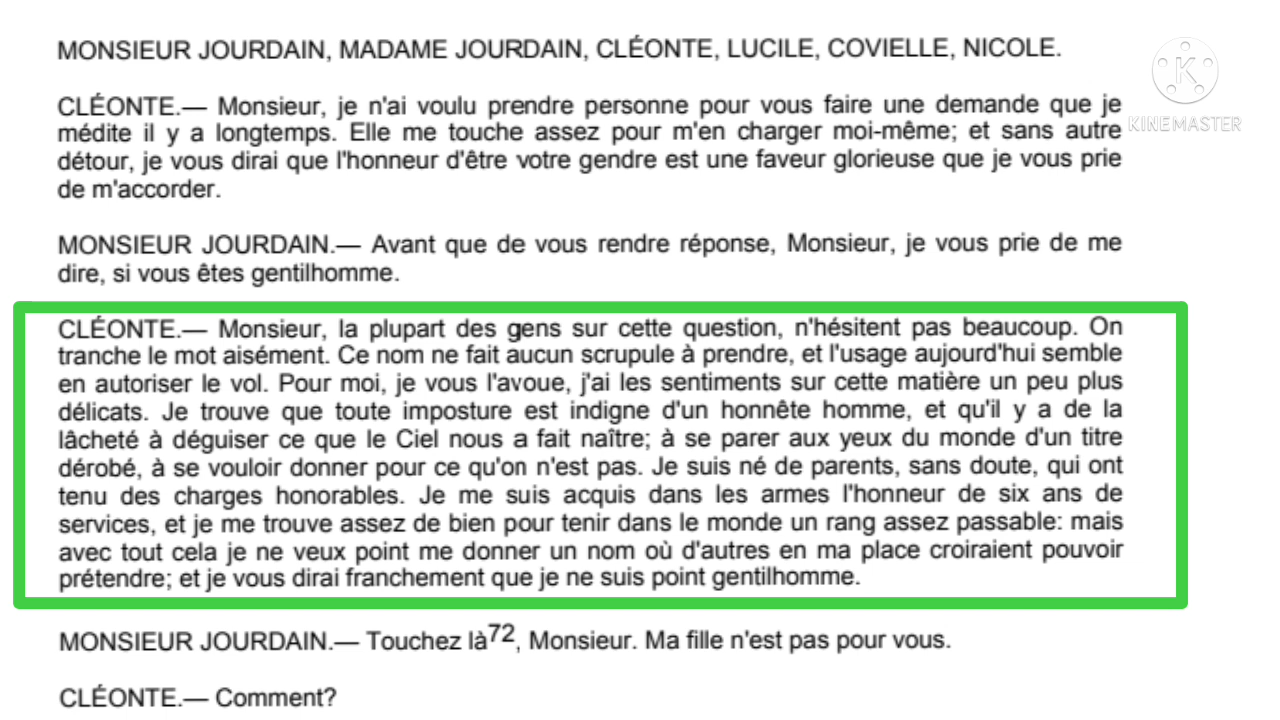 MONSIEUR JOURDAIN, MADAME JOURDAIN, CLÉONTE, LUCILE, COVIELLE, NICOLE.
CLÉONTE.— Monsieur, je n'ai voulu prendre personne pour vous faire une demande que je
médite il y a longtemps. Elle me touche assez pour m'en charger moi-même; et sans autre
détour, je vous dirai que l'honneur d'être votre gendre est une faveur glorieuse que je vous prie
de m'accorder.
K
KINEMASTER
MONSIEUR JOURDAIN.— Avant que de vous rendre réponse, Monsieur, je vous prie de me
dire, si vous êtes gentilhomme.
CLÉONTE.— Monsieur, la plupart des gens sur cette question, n'hésitent pas beaucoup. On
tranche le mot aisément. Ce nom ne fait aucun scrupule à prendre, et l'usage aujourd'hui semble
en autoriser le vol. Pour moi, je vous l'avoue, j'ai les sentiments sur cette matière un peu plus
délicats. Je trouve que toute imposture est indigne d'un honnête homme, et qu'il y a de la
lâcheté à déguiser ce que le Ciel nous a fait naître; à se parer aux yeux du monde d'un titre
dérobé, à se vouloir donner pour ce qu'on n'est pas. Je suis né de parents, sans doute, qui ont
tenu des charges honorables. Je me suis acquis dans les armes l'honneur de six ans de
services, et je me trouve assez de bien pour tenir dans le monde un rang assez passable: mais
avec tout cela je ne veux point me donner un nom où d'autres en ma place croiraient pouvoir
prétendre; et je vous dirai franchement que je ne suis point gentilhomme.
MONSIEUR JOURDAIN.— Touchez là72, Monsieur. Ma fille n'est pas pour vous.
CLÉONTE.— Comment?